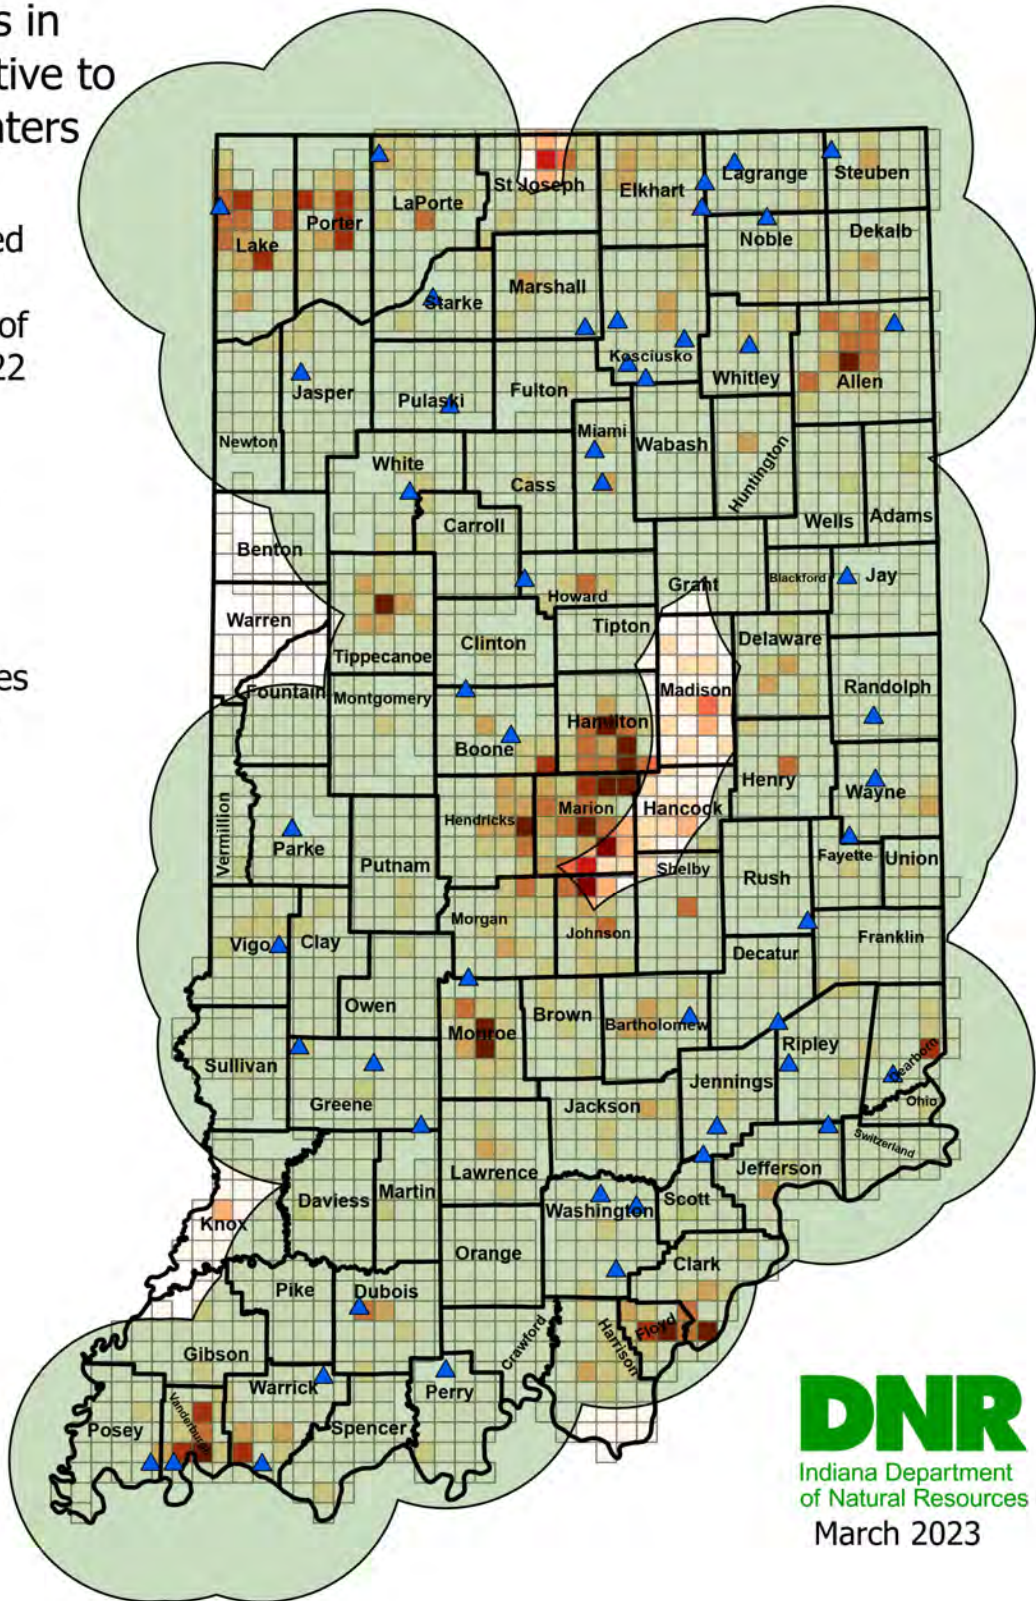 s in
tive to
nters
ed
of
22
es
St Joseph
Elkhart
Lagrange
Steuben
LaPorte
Porter
Lake
Noble
Dekalb
Marshall
Starke
Kosciusko
Whitley
Allen
Jasper
Pulaski
Fulton
Newton
Miami
Wabash
Huntington
White
Cass
Carroll
Wells
Adams
Benton
Howard
Grant
Blackford
Jay
Warren
Tipton
Clinton
Delaware
Tippecanoe
Fountain
Montgomery
Madison
Randolph
Hamilton
Boone
Henry
Wayne
Vermillion
Hendricks
Marion
Hancock
Parke
Putnam
Shelby
Rush
Fayette
Union
Morgan
Johnson
Vigo
Clay
Franklin
Decatur
Owen
Monroe
Brown
Bartholomew
Ripley
Dearborn
Sullivan
Greene
Jennings
Ohio
Jackson
Switzerland
Lawrence
Jefferson
Daviess
Martin
Knox
Washington
Scott
Orange
Clark
Pike
Dubois
Crawford
Harrison
Floyd
Gibson
Warrick
Perry
Posey
Vanderburgh
Spencer
DNR
Indiana Department
of Natural Resources
March 2023